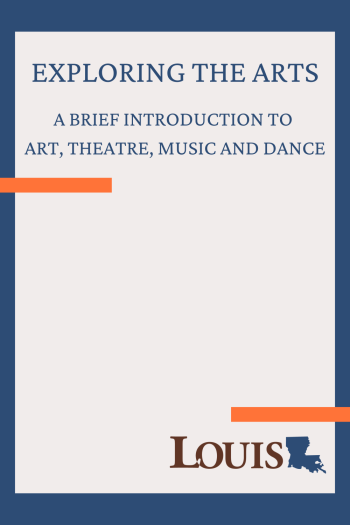 EXPLORING THE ARTS
A BRIEF INTRODUCTION TO
ART, THEATRE, MUSIC AND DANCE
LOUIS